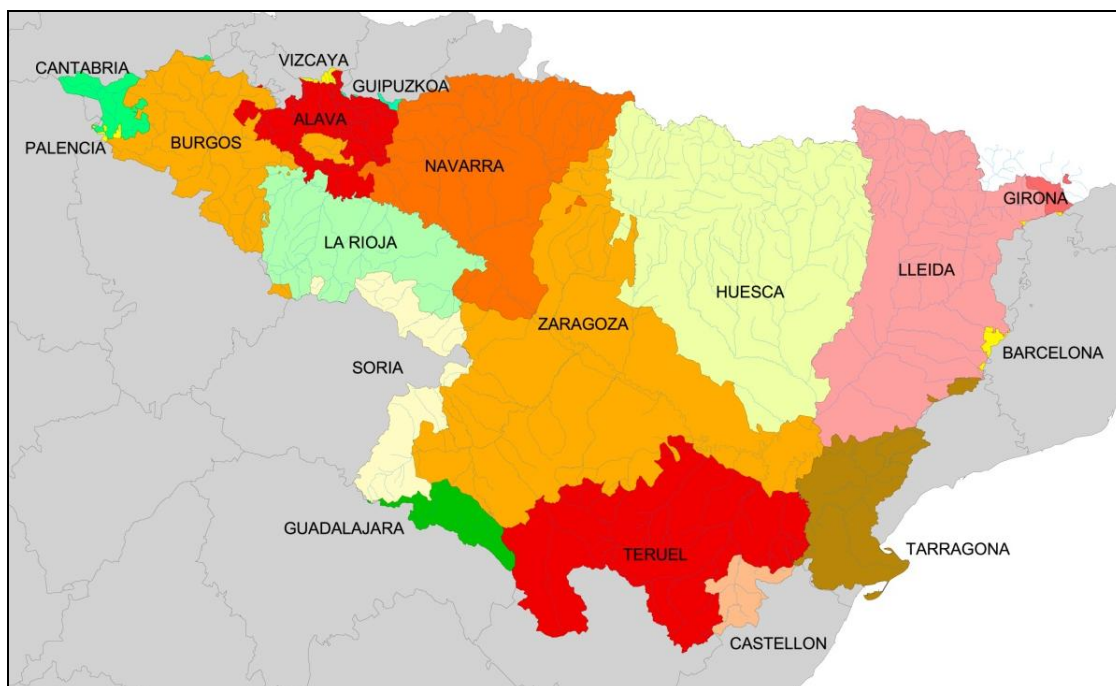 VIZCAYA
CANTABRIA
GUIPUZKOA
ALAVA
PALENCIA
BURGOS
NAVARRA
GIRONA
LA RIOJA
LLEIDA
HUESCA
ZARAGOZA
BARCELONA
SORIA
GUADALAJARA
TERUEL
TARRAGONA
CASTELLON